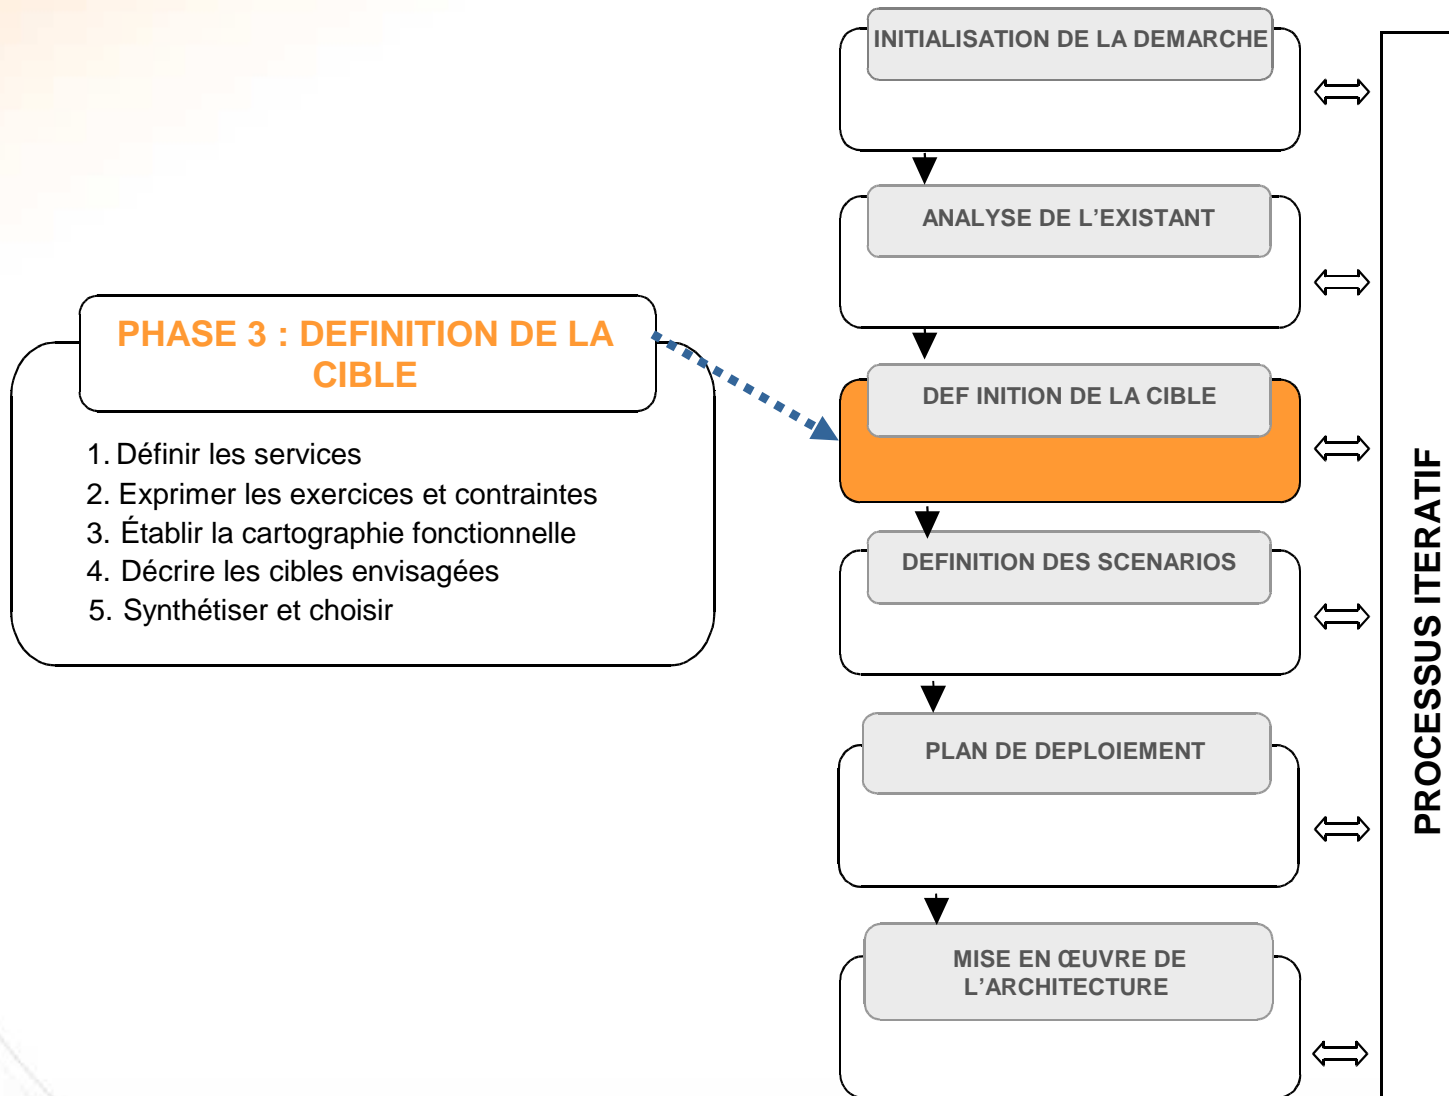 INITIALISATION DE LA DEMARCHE
ANALYSE DE L’EXISTANT
PHASE 3 : DEFINITION DE LA
CIBLE
1. Définir les services
2. Exprimer les exercices et contraintes
3. Établir la cartographie fonctionnelle
4. Décrire les cibles envisagées
5. Synthétiser et choisir
DEF INITION DE LA CIBLE
DEFINITION DES SCENARIOS
PLAN DE DEPLOIEMENT
MISE EN ŒUVRE DE
L’ARCHITECTURE
PROCESSUS ITERATIF